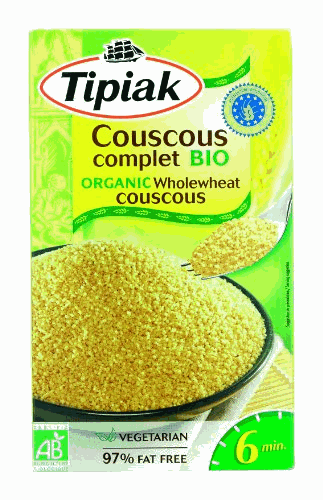 Tipiak
Couscous
complet BIO
ORGANIC Wholewheat
couscous
VEGETARIAN
97% FAT FREE
6 min.
AB